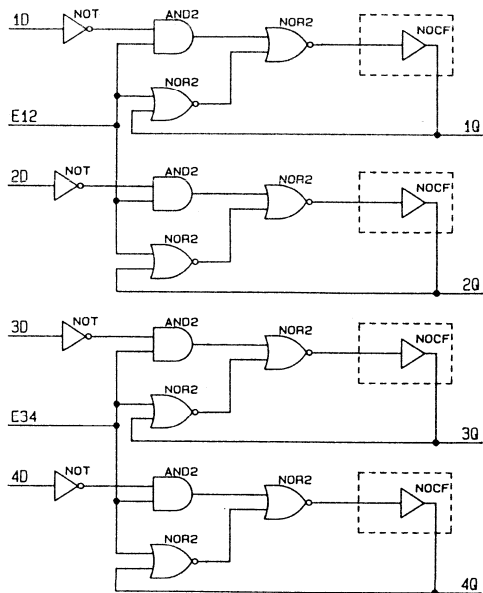 1D
NOT
AND2
NOR2
NOCF
NOR2
E12
1Q
2D
NOT
AND2
NOR2
NOCF
NOR2
2Q
3D
NOT
AND2
NOR2
NOCF
NOR2
E34
3Q
4D
NOT
AND2
NOR2
NOCF
NOR2
4Q